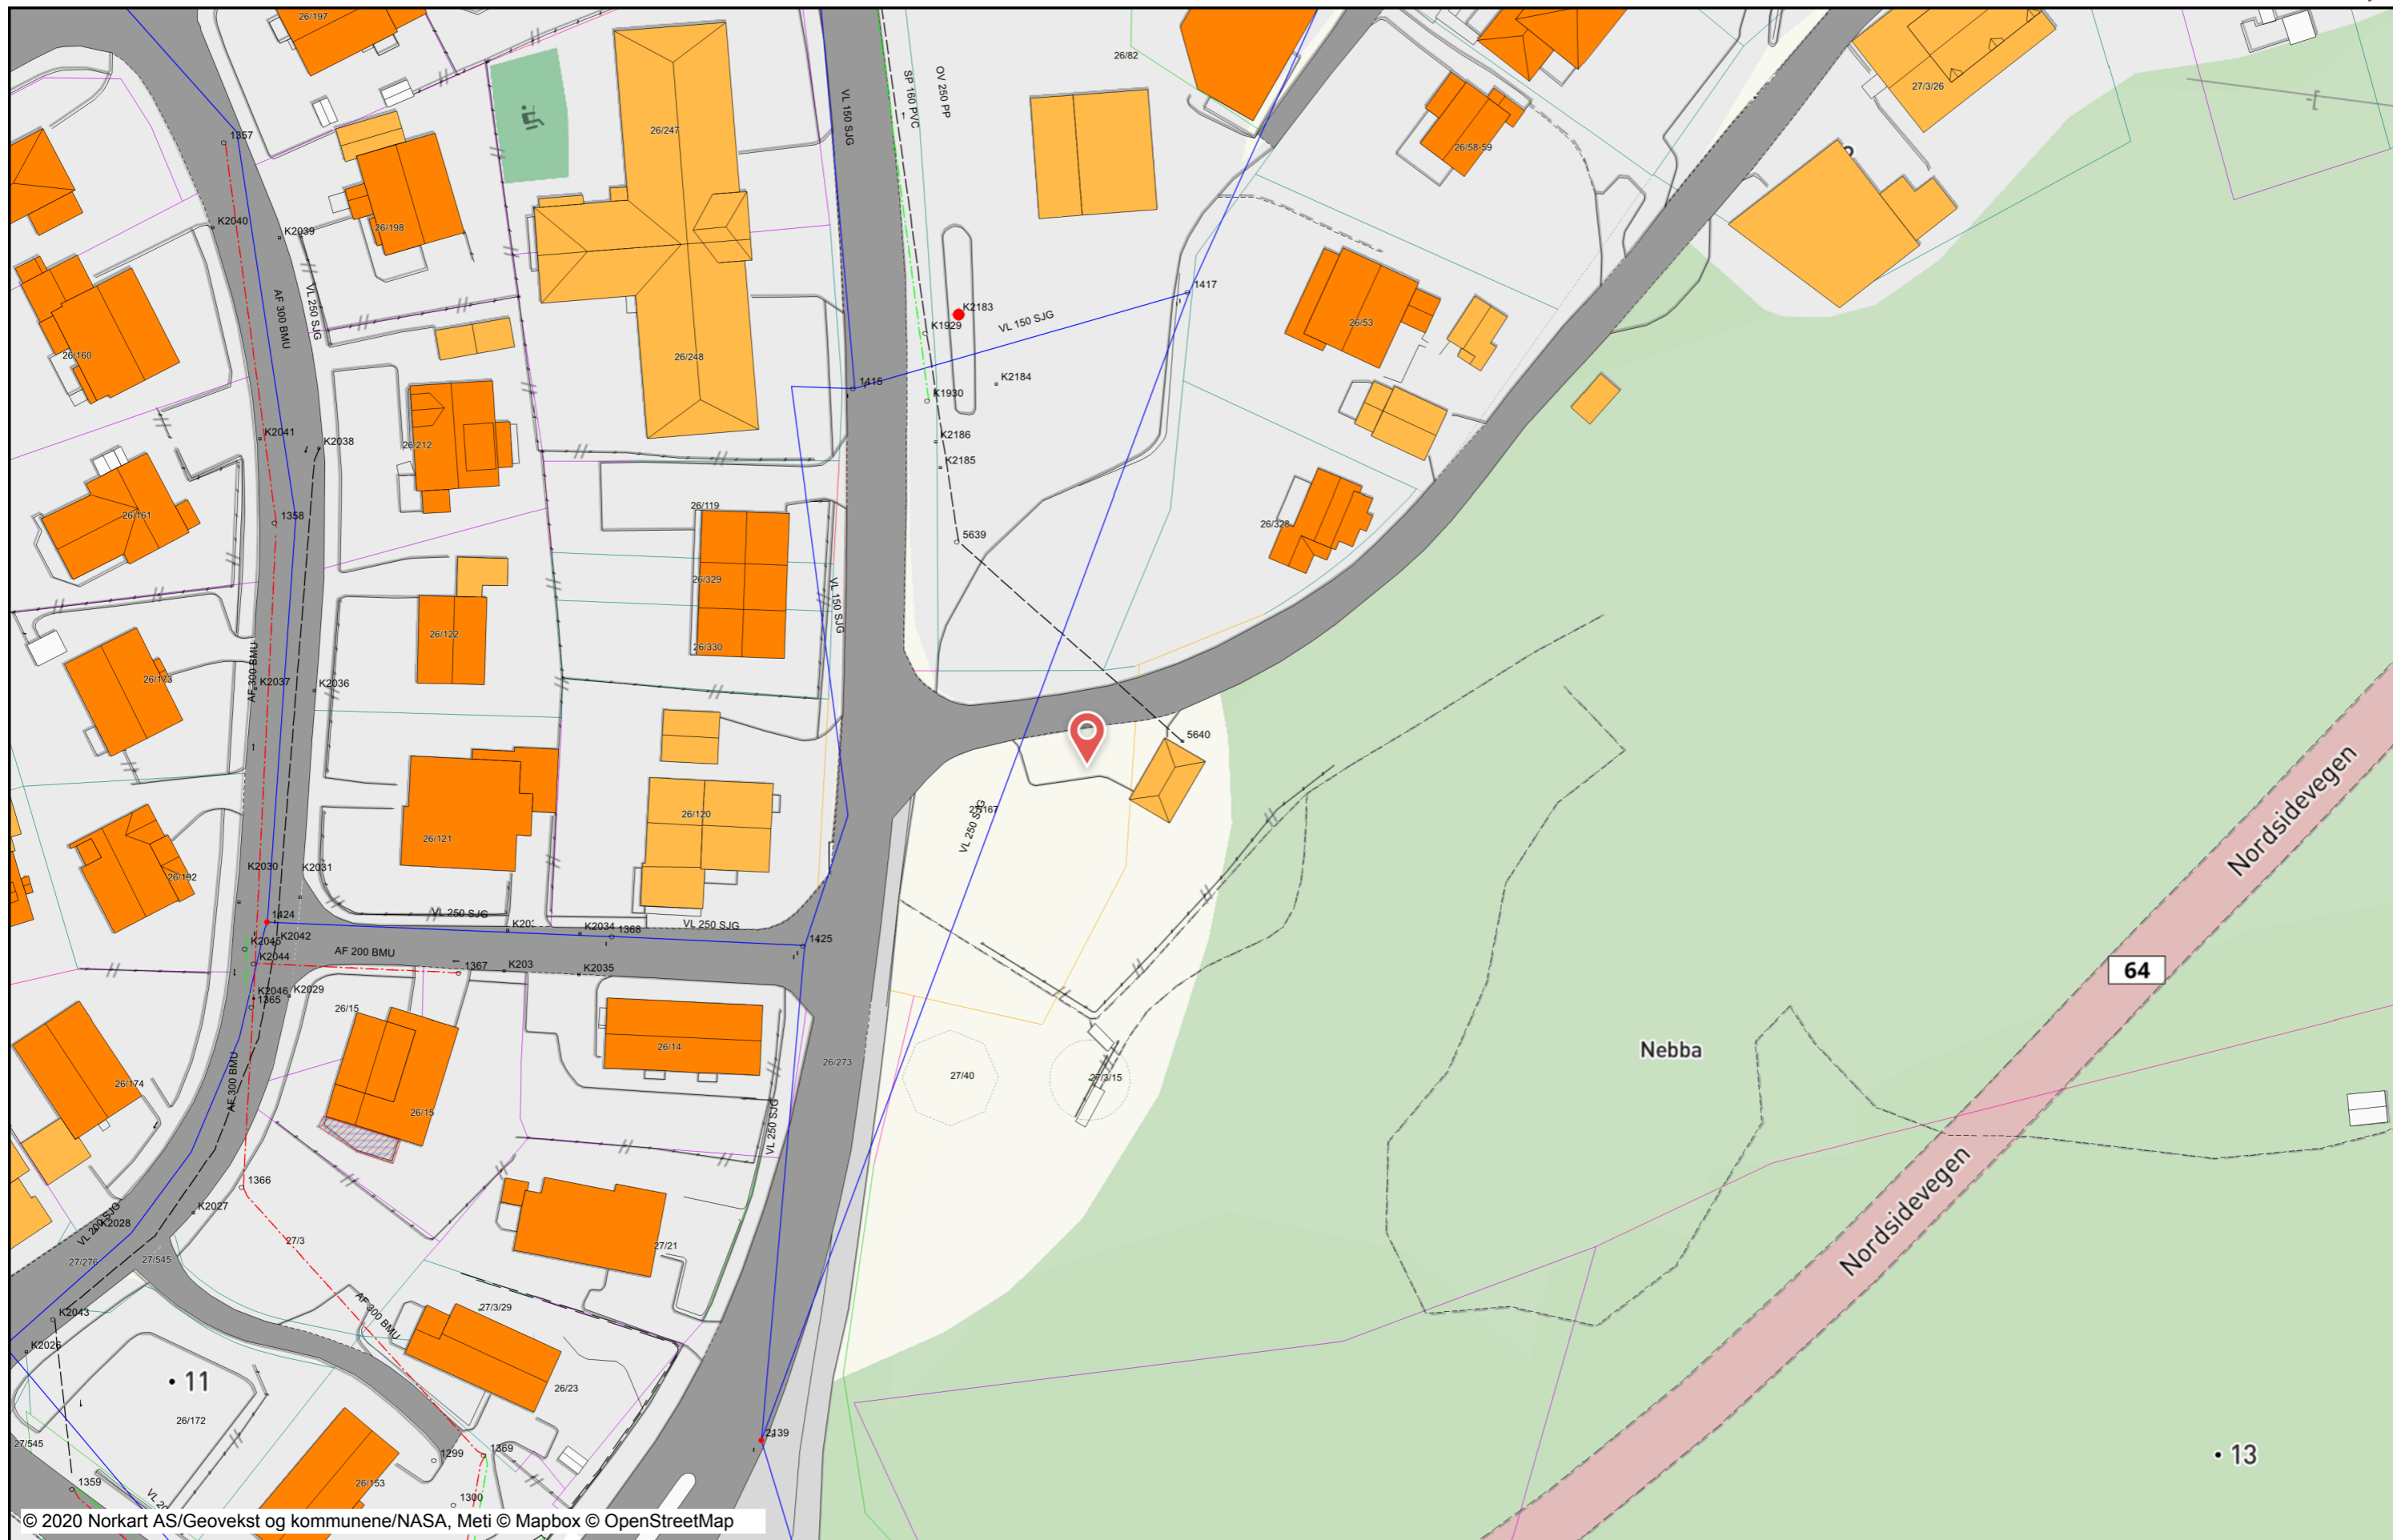 26/197
26/82
27/3/26
1357
VL 150 SJG
SP 160 PVC
OV 250 PP
26/247
26/58-59
K2040
K2039
26/198
AF 300 BMU
VL 250 SJG
1417
K2183
K1929
VL 150 SJG
26/53
26/160
26/248
1415
K2184
K1930
K2041
K2038
26/212
K2186
K2185
26/161
1358
26/119
5639
26/328
26/329
VL 150 SJG
26/122
26/330
AF 300 BMU
26/173
K2037
K2036
5640
VL 250 SJG
26/120
26/121
Nordsidevegen
K2030
K2031
26/192
1424
VL 250 SJG
K2034
1368
VL 250 SJG
K2042
K2045
K2044
AF 200 BMU
1425
1367
K203
K2035
64
K2046
1365
K2029
26/15
26/14
26/273
27/40
27/3/15
Nebba
26/174
AF 300 BMU
26/15
VL 250 SJG
1366
K2027
K2028
VL 200 SJG
27/3
27/21
27/276
27/545
Nordsidevegen
K2043
AF 300 BMU
27/3/29
K2026
11
26/23
26/172
2139
27/545
1299
1369
13
26/153
1359
1300
© 2020 Norkart AS/Geovekst og kommunene/NASA, Meti © Mapbox © OpenStreetMap